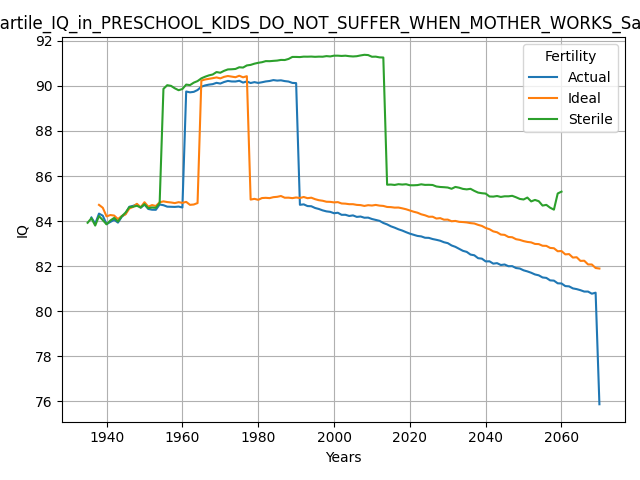 artile_IQ_in_PRESCHOOL_KIDS_DO_NOT_SUFFER_WHEN_MOTHER_WORKS_Sa
92
90
88
86
84
82
80
78
76
IQ
Fertility
Actual
Ideal
Sterile
1940
1960
1980
2000
2020
2040
2060
Years